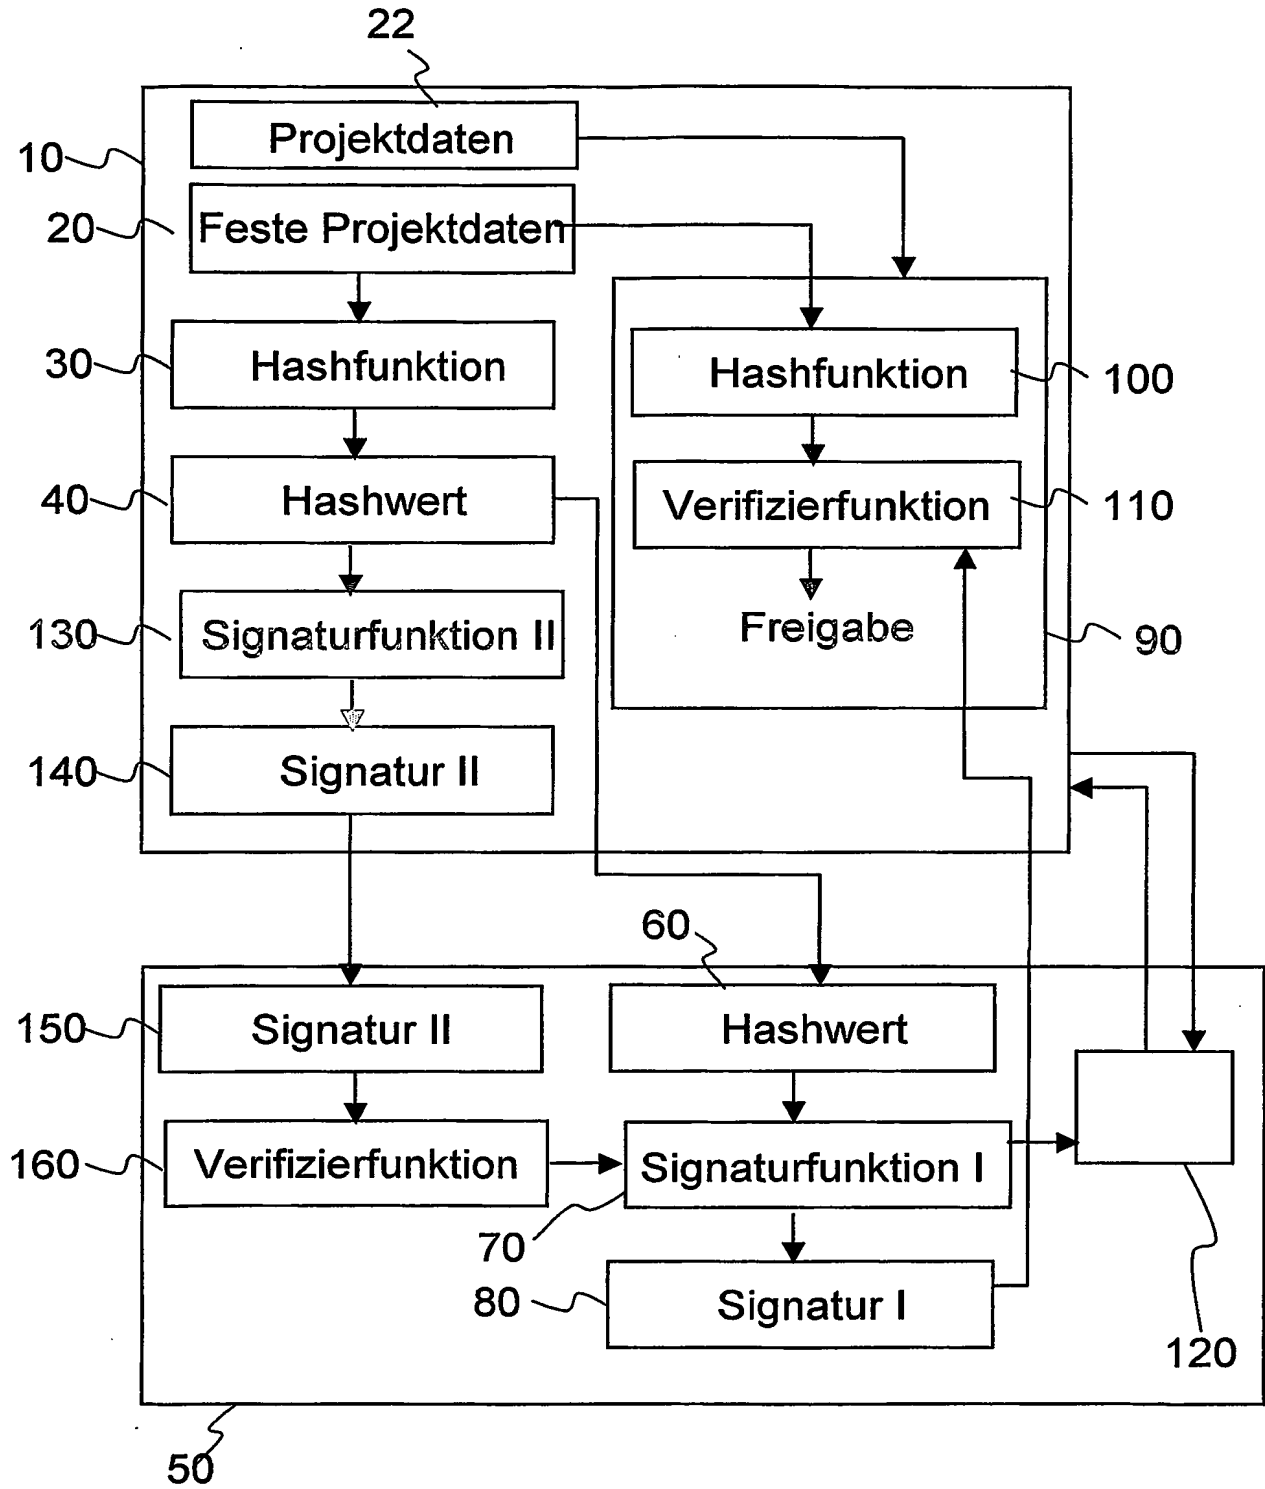 22
Projektdaten
10
20
Feste Projektdaten
30
Hashfunktion
Hashfunktion
100
40
Hashwert
Verifizierfunktion
110
130
Signaturfunktion II
Freigabe
90
140
Signatur II
60
150
Signatur II
Hashwert
160
Verifizierfunktion
Signaturfunktion I
70
80
Signatur I
120
50